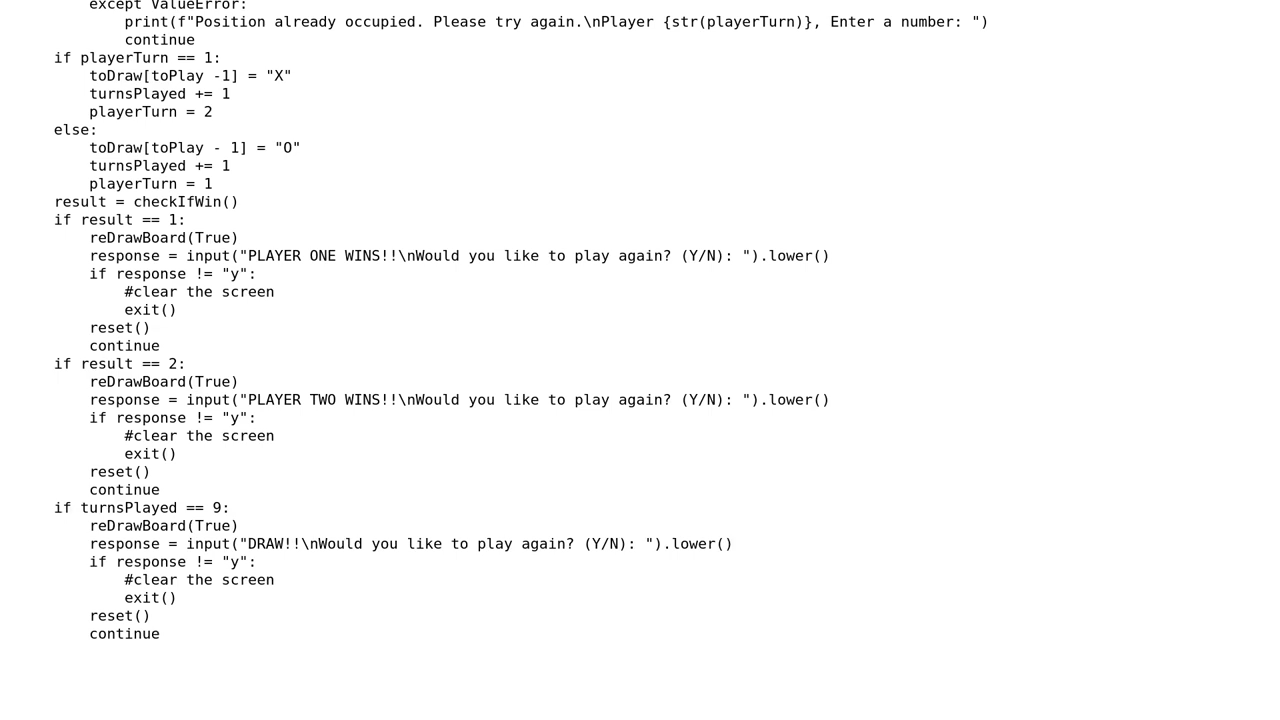 except ValueError:
print(f"Position already occupied. Please try again.\nPlayer {str(playerTurn)}, Enter a number: ")
continue
if playerTurn == 1:
toDraw[toPlay -1] = "X"
turnsPlayed += 1
playerTurn = 2
else:
toDraw[toPlay - 1] = "O"
turnsPlayed += 1
playerTurn = 1
result = checkIfWin()
if result == 1:
reDrawBoard(True)
response = input("PLAYER ONE WINS!!\nWould you like to play again? (Y/N): ").lower()
if response != "y":
#clear the screen
exit()
reset()
continue
if result == 2:
reDrawBoard(True)
response = input("PLAYER TWO WINS!!\nWould you like to play again? (Y/N): ").lower()
if response != "y":
#clear the screen
exit()
reset()
continue
if turnsPlayed == 9:
reDrawBoard(True)
response = input("DRAW!!\nWould you like to play again? (Y/N): ").lower()
if response != "y":
#clear the screen
exit()
reset()
continue